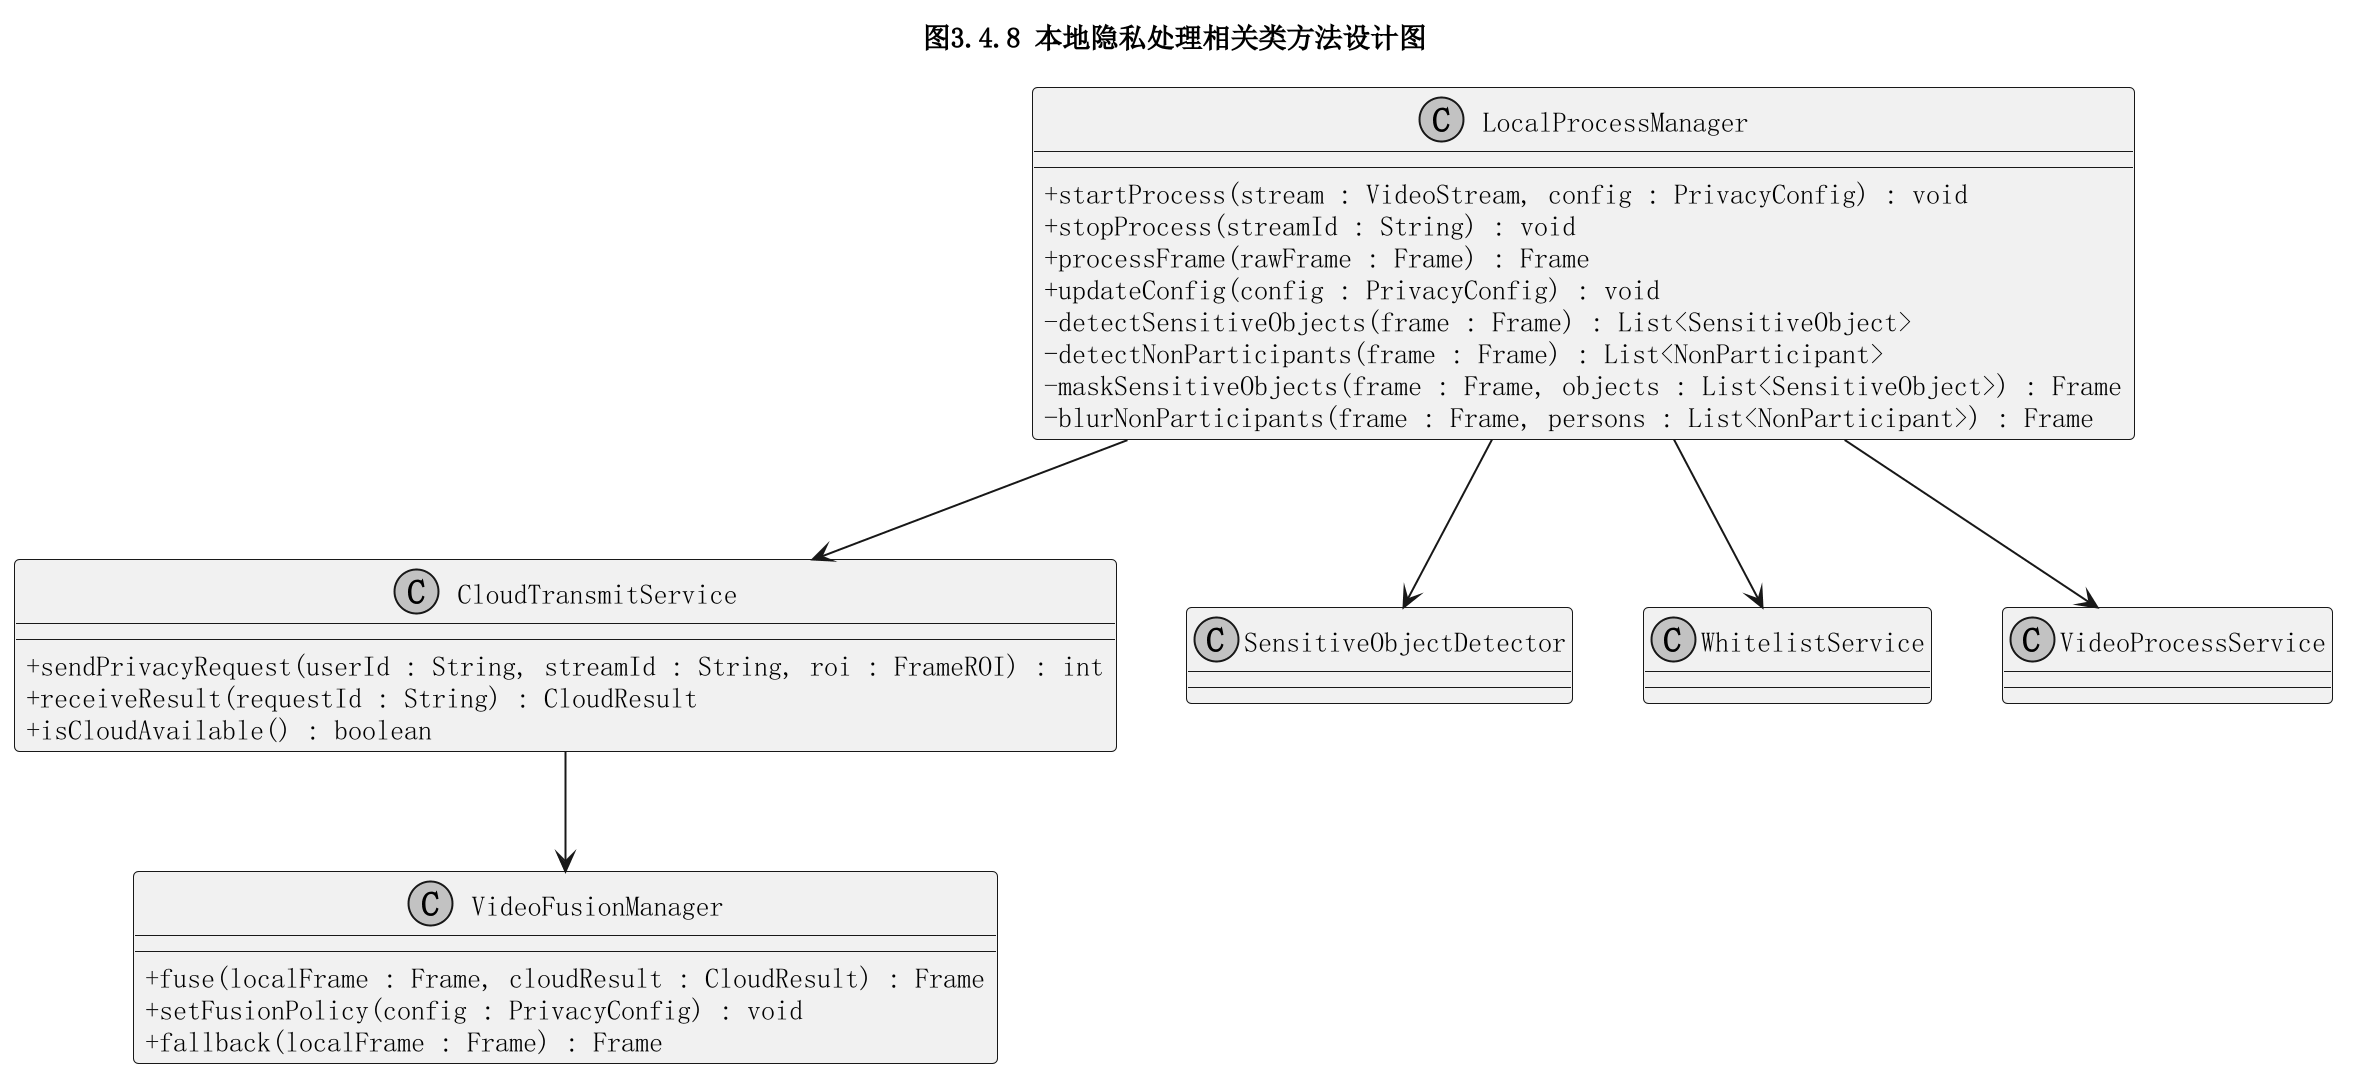 图3.4.8 本地隐私处理相关类方法设计图
C LocalProcessManager
+startProcess(stream : VideoStream, config : PrivacyConfig) : void
+stopProcess(streamId : String) : void
+processFrame(rawFrame : Frame) : Frame
+updateConfig(config : PrivacyConfig) : void
-detectSensitiveObjects(frame : Frame) : List<SensitiveObject>
-detectNonParticipants(frame : Frame) : List<NonParticipant>
-maskSensitiveObjects(frame : Frame, objects : List<SensitiveObject>) : Frame
-blurNonParticipants(frame : Frame, persons : List<NonParticipant>) : Frame
C CloudTransmitService
+sendPrivacyRequest(userId : String, streamId : String, roi : FrameROI) : int
+receiveResult(requestId : String) : CloudResult
+isCloudAvailable() : boolean
C SensitiveObjectDetector
C WhitelistService
C VideoProcessService
C VideoFusionManager
+fuse(localFrame : Frame, cloudResult : CloudResult) : Frame
+setFusionPolicy(config : PrivacyConfig) : void
+fallback(localFrame : Frame) : Frame